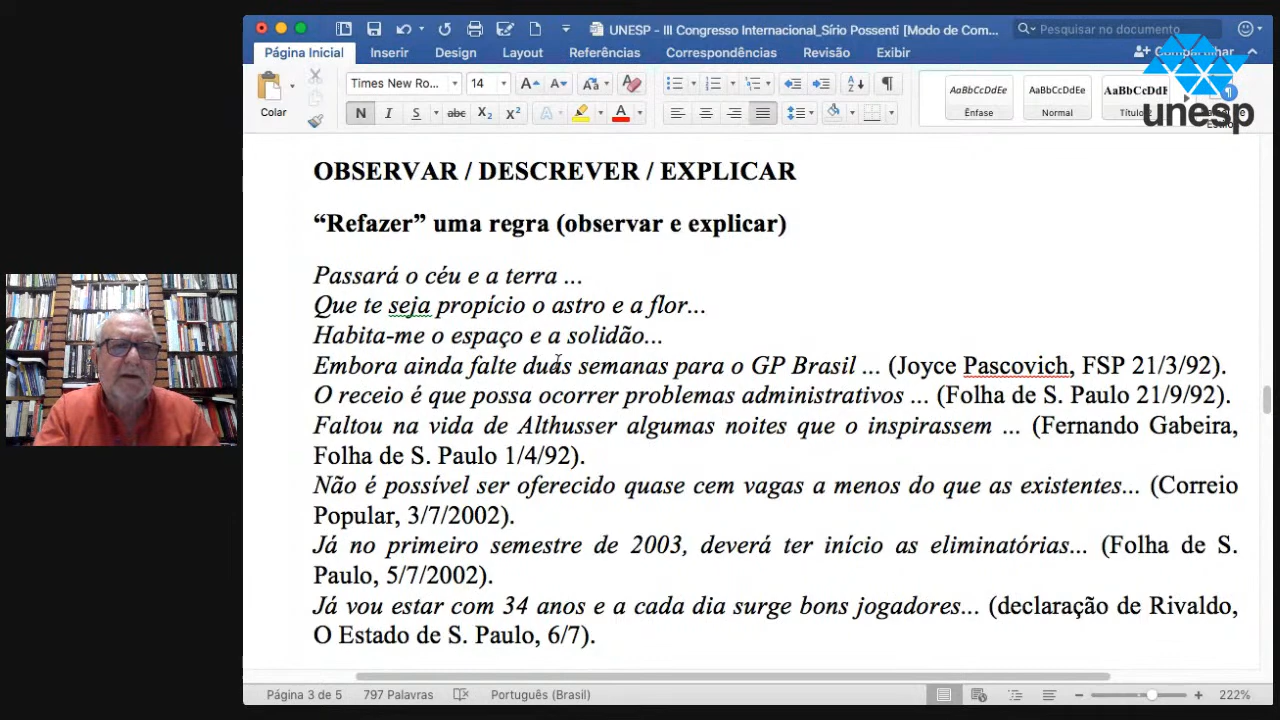 UNESP - III Congresso Internacional_Sírio Possenti [Modo de Com...
Pesquisar no documento
Página Inicial
Inserir
Design
Layout
Referências
Correspondências
Revisão
Exibir
Compartilhar
unesp
Colar
Times New Ro...
14
N I S abc X₂ X²
AaBbCcDdEe
Ênfase
AaBbCcDdEe
Normal
AaBbCcDdE
OBSERVAR / DESCREVER / EXPLICAR
“Refazer” uma regra (observar e explicar)
Passará o céu e a terra ...
Que te seja propício o astro e a flor...
Habita-me o espaço e a solidão...
Embora ainda falte duas semanas para o GP Brasil ... (Joyce Pascovich, FSP 21/3/92).
O receio é que possa ocorrer problemas administrativos ... (Folha de S. Paulo 21/9/92).
Faltou na vida de Althusser algumas noites que o inspirassem ... (Fernando Gabeira,
Folha de S. Paulo 1/4/92).
Não é possível ser oferecido quase cem vagas a menos do que as existentes... (Correio
Popular, 3/7/2002).
Já no primeiro semestre de 2003, deverá ter início as eliminatórias... (Folha de S.
Paulo, 5/7/2002).
Já vou estar com 34 anos e a cada dia surge bons jogadores... (declaração de Rivaldo,
O Estado de S. Paulo, 6/7).
Página 3 de 5
797 Palavras
Português (Brasil)
222%